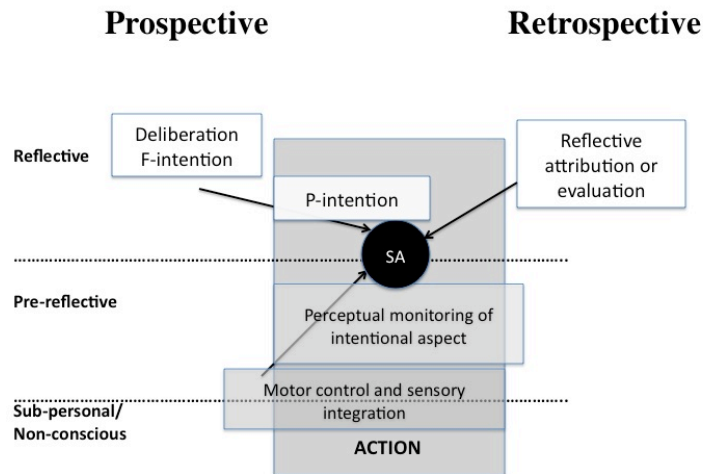 Prospective
Retrospective
Deliberation
F-intention
Reflective
Reflective
attribution or
evaluation
P-intention
SA
Pre-reflective
Perceptual monitoring of
intentional aspect
Motor control and sensory
integration
Sub-personal/
Non-conscious
ACTION